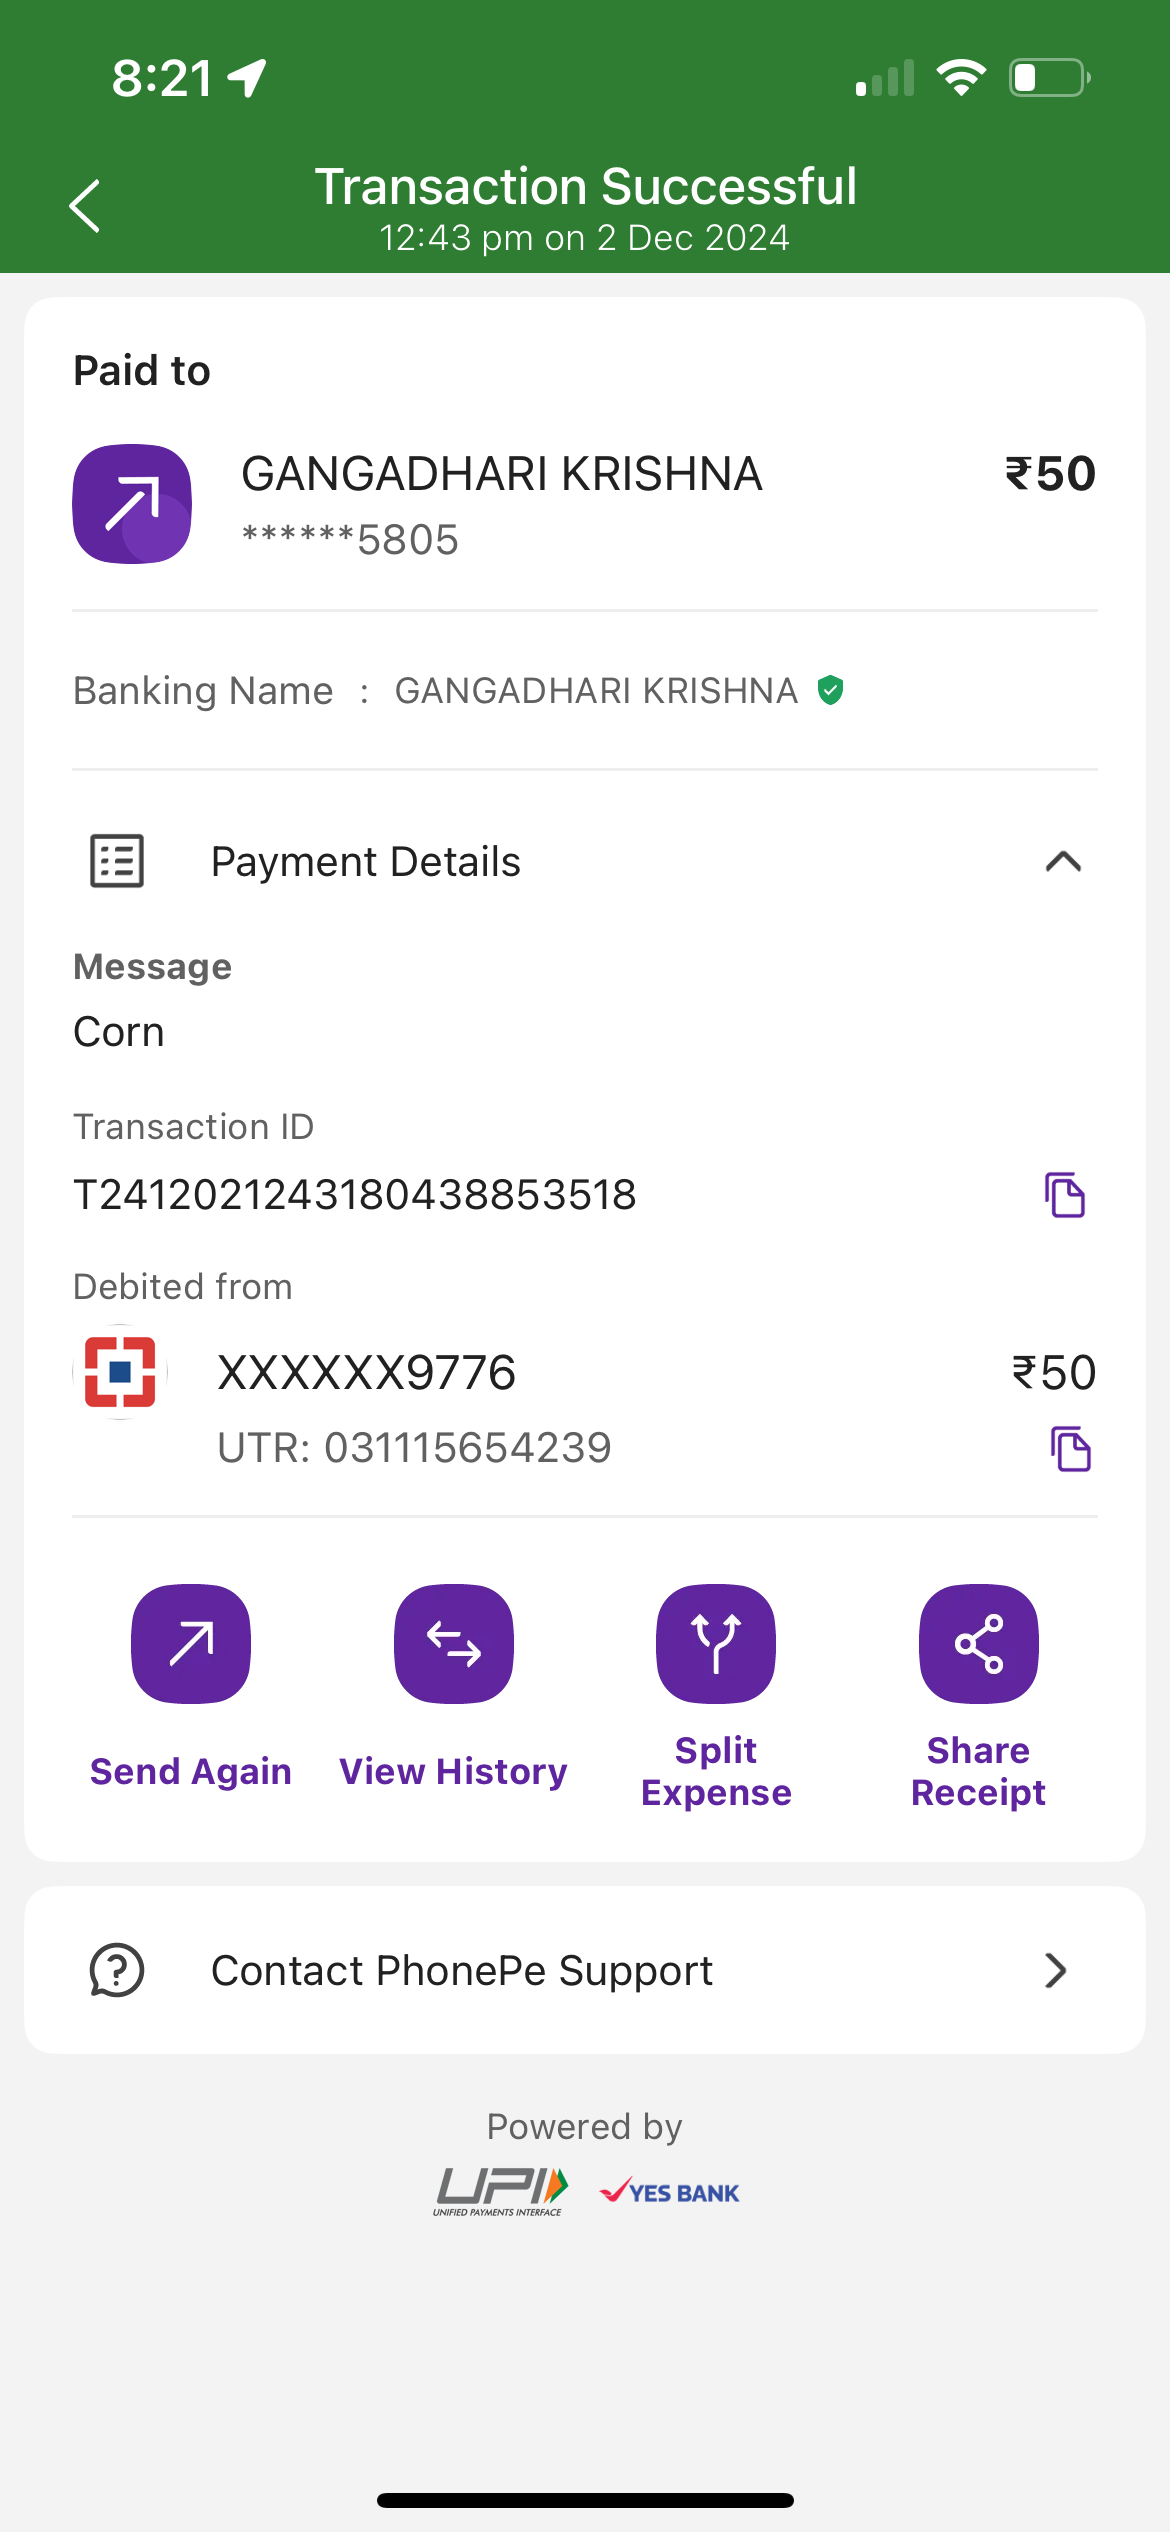 8:21
Transaction Successful
12:43 pm on 2 Dec 2024
Paid to
GANGADHARI KRISHNA
₹50
******5805
Banking Name : GANGADHARI KRISHNA
Payment Details
Message
Corn
Transaction ID
T2412021243180438853518
Debited from
XXXXXX9776
₹50
UTR: 031115654239
Send Again
View History
Split Expense
Share Receipt
Contact PhonePe Support
Powered by
UPI
UNIFIED PAYMENTS INTERFACE
YES BANK